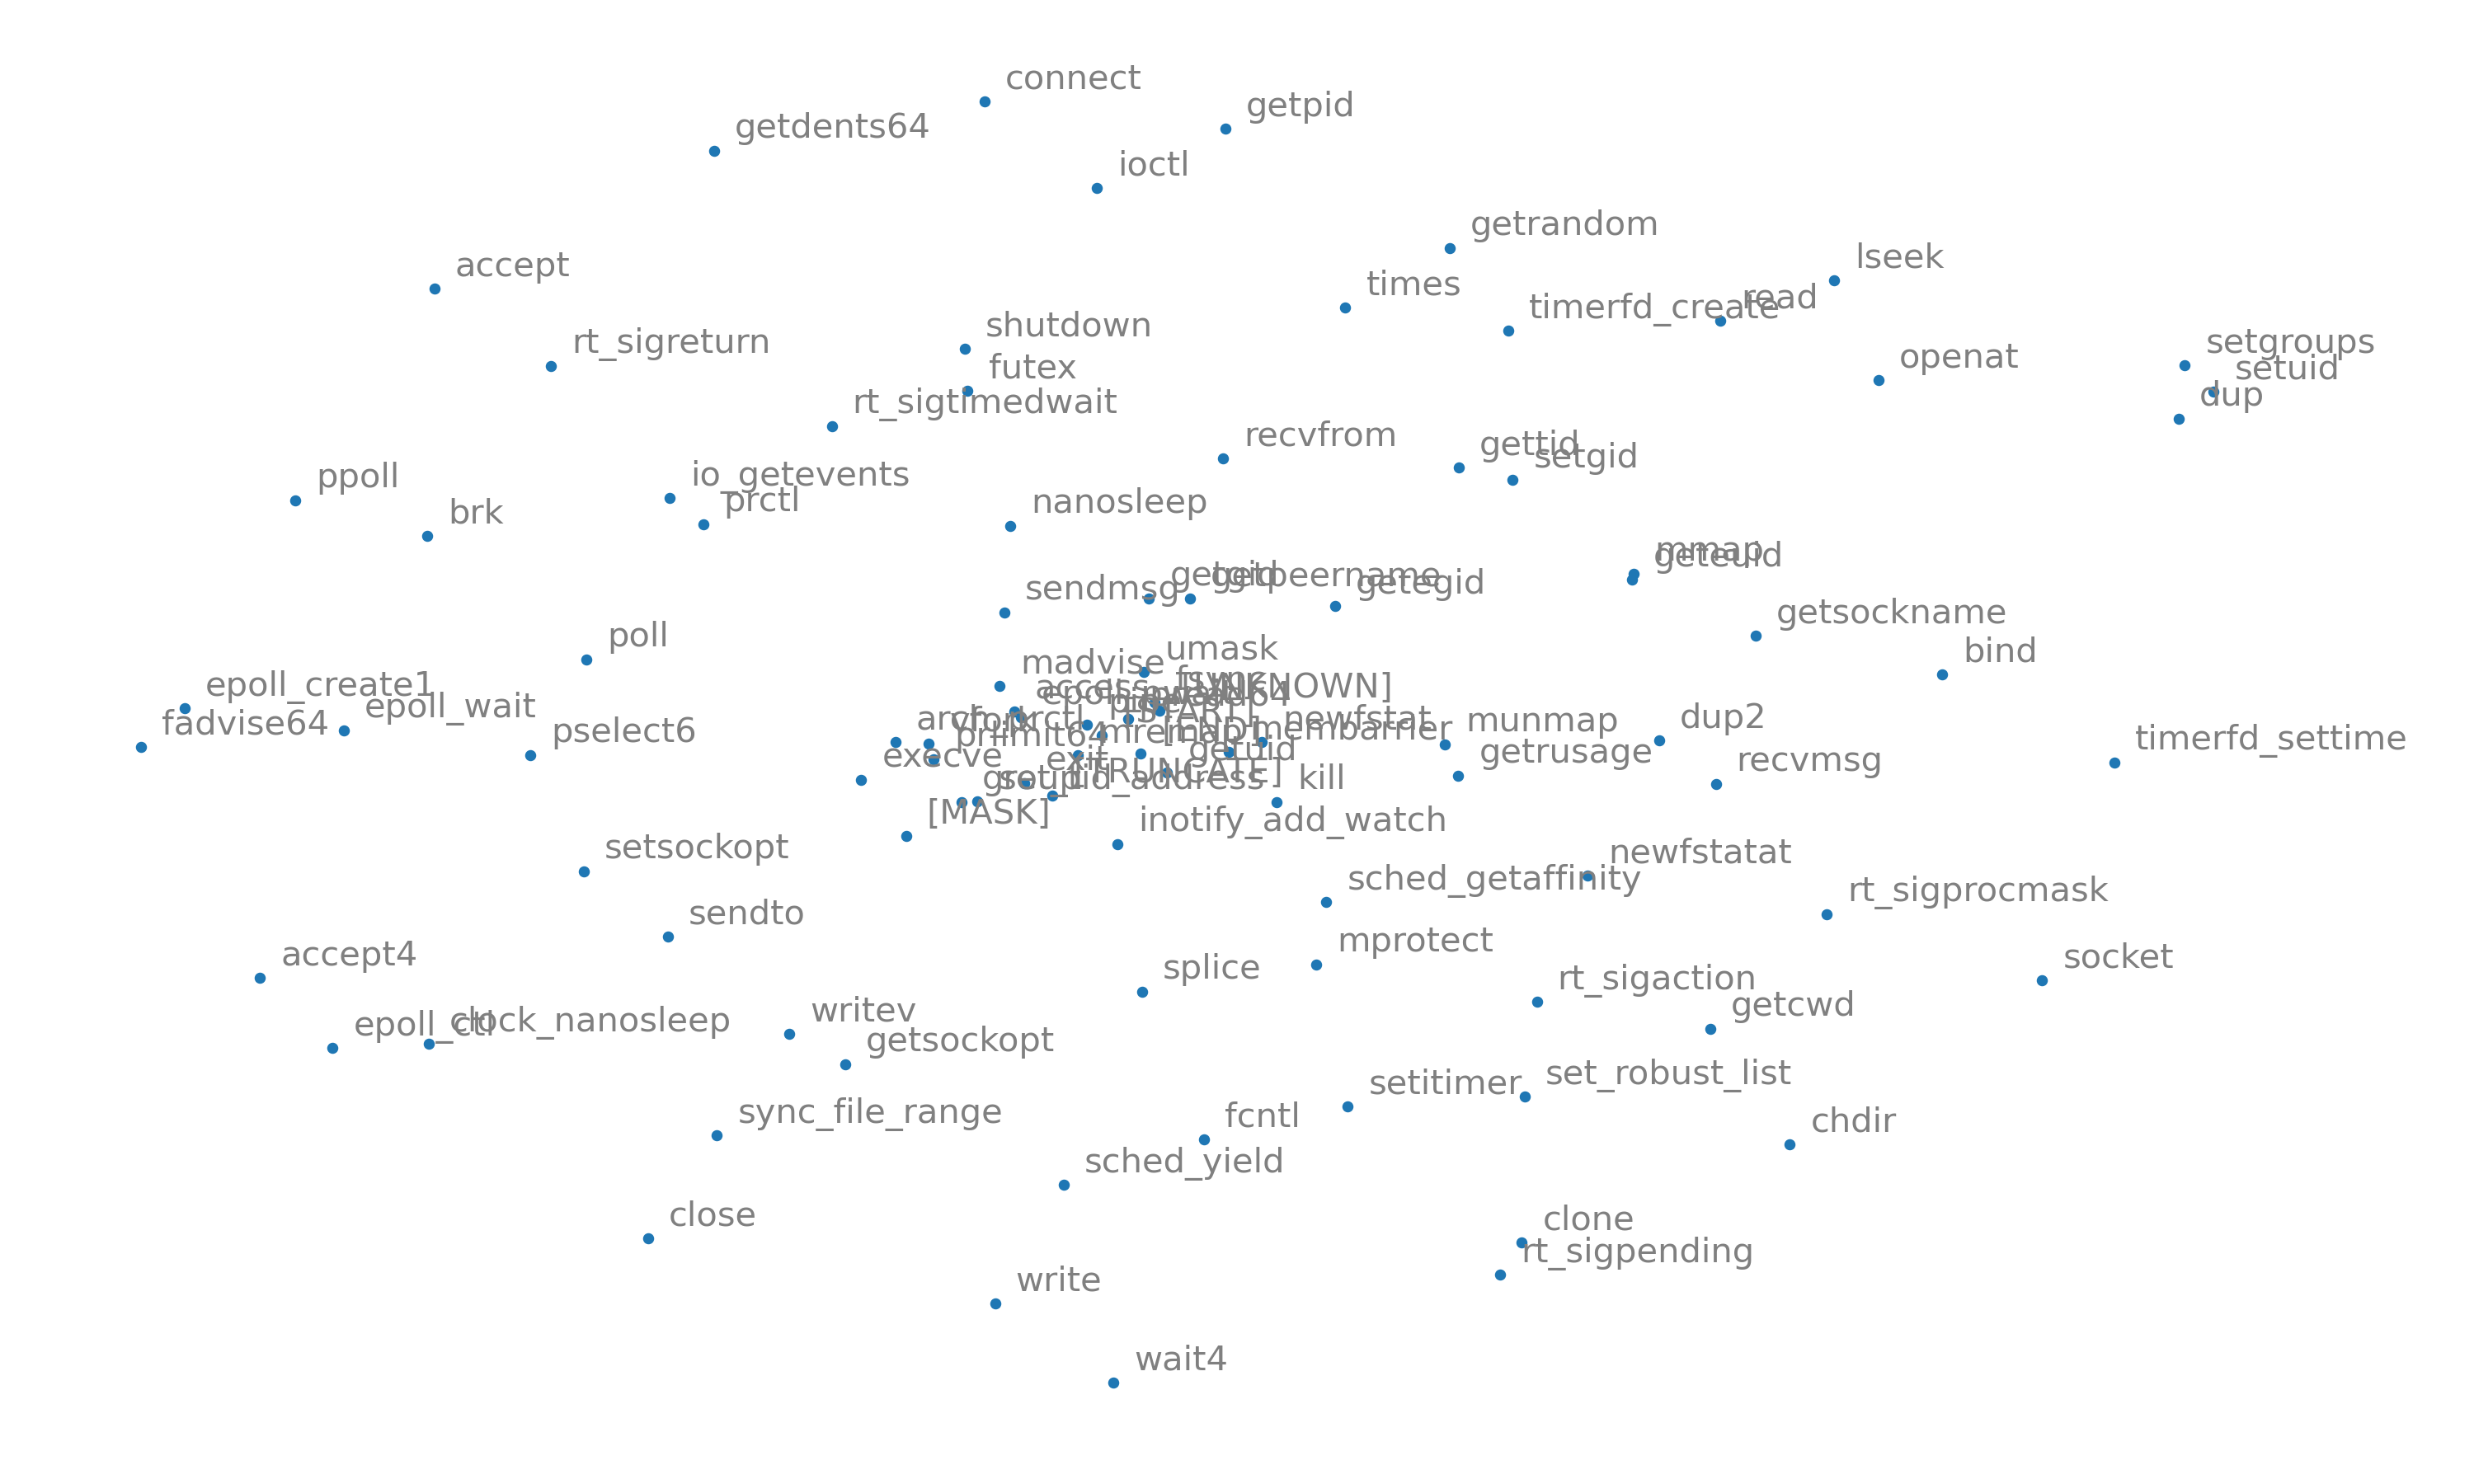 connect
getpid
getdents64
ioctl
getrandom
lseek
accept
times
read
timerfd_create
shutdown
rt_sigreturn
setgroups
openat
futex
setuid
dup
rt_sigtimedwait
recvfrom
gettid
setgid
io_getevents
ppoll
prctl
nanosleep
brk
mmap
geteuid
getgid
getpeername
getegid
sendmsg
getsockname
poll
umask
bind
madvise
epoll_create1
access
fsync
[UNKNOWN]
epoll_wait
fadvise64
pselect6
arch_prctl
vfork
[START]
newfstat
munmap
dup2
timerfd_settime
prlimit64
mremap
[END]
membarrier
getuid
getrusage
execve
exit
recvmsg
[TRUNCATE]
set_tid_address
kill
[MASK]
inotify_add_watch
setsockopt
newfstatat
sched_getaffinity
rt_sigprocmask
sendto
mprotect
accept4
splice
socket
rt_sigaction
getcwd
writev
epoll_ctl
clock_nanosleep
getsockopt
setitimer
set_robust_list
sync_file_range
fcntl
chdir
sched_yield
close
clone
rt_sigpending
write
wait4